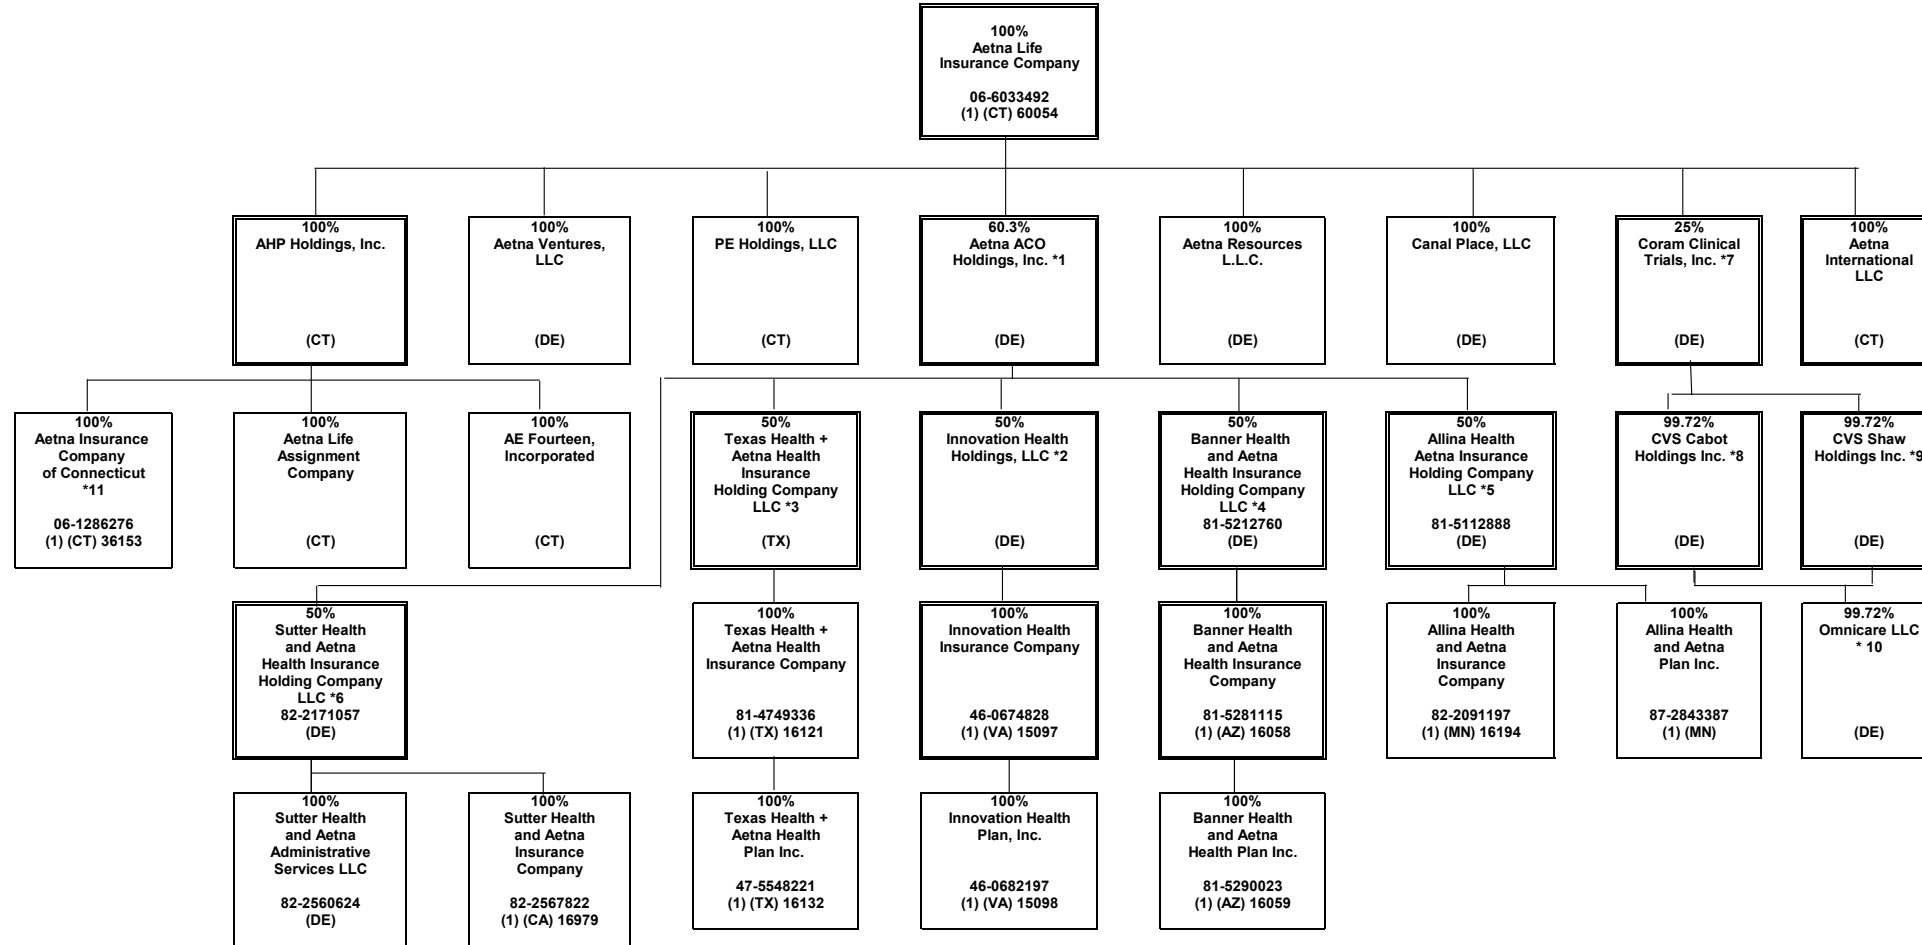 100%
Aetna Life
Insurance Company
06-6033492
(1) (CT) 60054
100%
AHP Holdings, Inc.
(CT)
100%
Aetna Ventures,
LLC
(DE)
100%
PE Holdings, LLC
(CT)
60.3%
Aetna ACO
Holdings, Inc. *1
(DE)
100%
Aetna Resources
L.L.C.
(DE)
100%
Canal Place, LLC
(DE)
25%
Coram Clinical
Trials, Inc. *7
(DE)
100%
Aetna
International
LLC
(CT)
100%
Aetna Insurance
Company
of Connecticut
*11
06-1286276
(1) (CT) 36153
100%
Aetna Life
Assignment
Company
(CT)
100%
AE Fourteen,
Incorporated
(CT)
50%
Texas Health +
Aetna Health
Insurance
Holding Company
LLC *3
(TX)
50%
Innovation Health
Holdings, LLC *2
(DE)
50%
Banner Health
and Aetna
Health Insurance
Holding Company
LLC *4
81-5212760
(DE)
50%
Allina Health
Aetna Insurance
Holding Company
LLC *5
81-5112888
(DE)
99.72%
CVS Cabot
Holdings Inc. *8
(DE)
99.72%
CVS Shaw
Holdings Inc. *9
(DE)
50%
Sutter Health
and Aetna
Health Insurance
Holding Company
LLC *6
82-2171057
(DE)
100%
Texas Health +
Aetna Health
Insurance Company
81-4749336
(1) (TX) 16121
100%
Innovation Health
Insurance Company
46-0674828
(1) (VA) 15097
100%
Banner Health
and Aetna
Health Insurance
Company
81-5281115
(1) (AZ) 16058
100%
Allina Health
and Aetna
Insurance
Company
82-2091197
(1) (MN) 16194
100%
Allina Health
and Aetna
Plan Inc.
87-2843387
(1) (MN)
99.72%
Omnicare LLC
* 10
(DE)
100%
Sutter Health
and Aetna
Administrative
Services LLC
82-2560624
(DE)
100%
Sutter Health
and Aetna
Insurance
Company
82-2567822
(1) (CA) 16979
100%
Texas Health +
Aetna Health
Plan Inc.
47-5548221
(1) (TX) 16132
100%
Innovation Health
Plan, Inc.
46-0682197
(1) (VA) 15098
100%
Banner Health
and Aetna
Health Plan Inc.
81-5290023
(1) (AZ) 16059